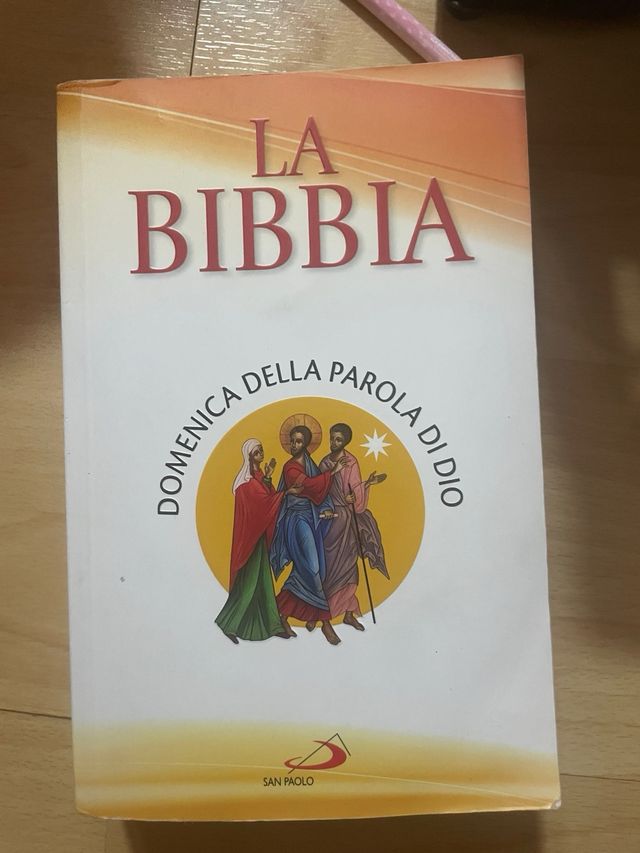 LA
BIBBIA
DOMENICA DELLA PAROLA DI DIO
SAN PAOLO